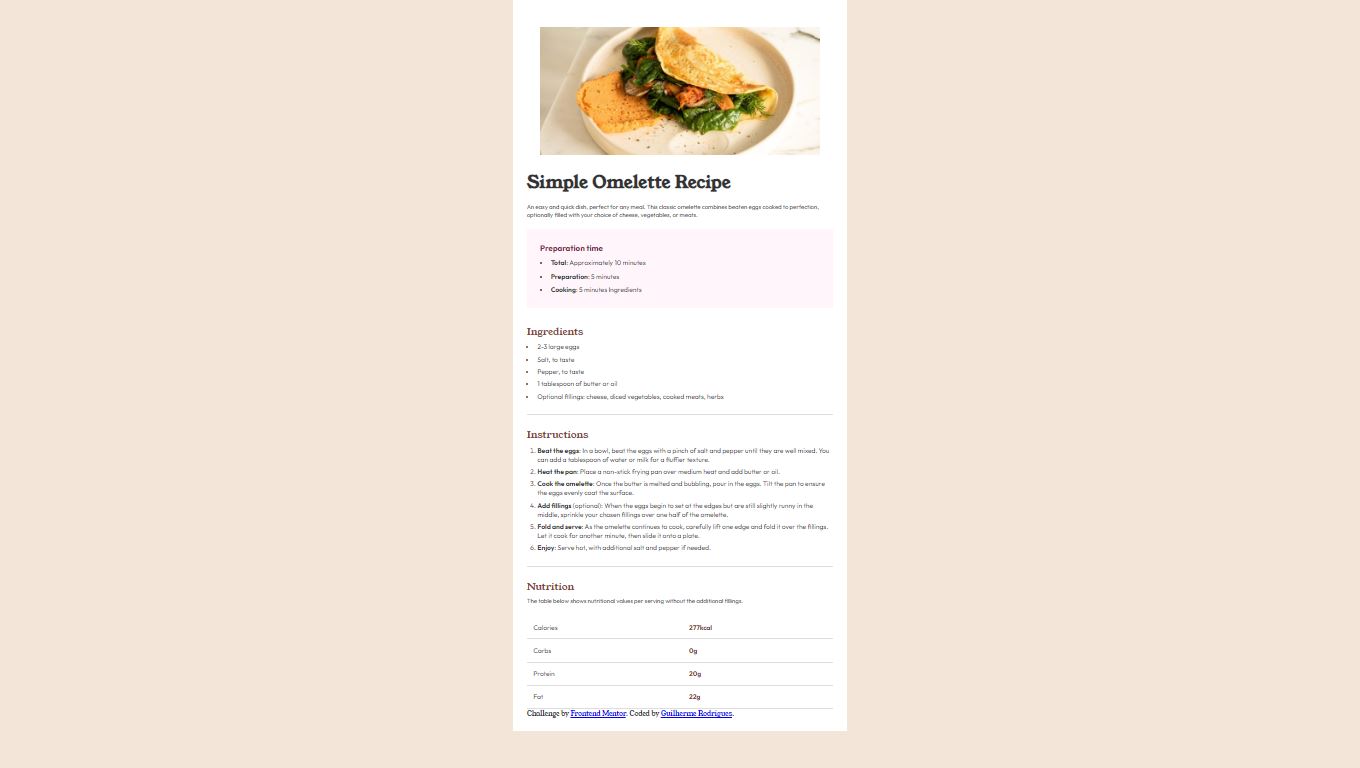 Simple Omelette Recipe
An easy and quick dish, perfect for any meal. This classic omelette combines beaten eggs cooked to perfection,
optionally filled with your choice of cheese, vegetables, or meats.
Preparation time
• Total: Approximately 10 minutes
• Preparation: 5 minutes
• Cooking: 5 minutes Ingredients
Ingredients
• 2-3 large eggs
• Salt, to taste
• Pepper, to taste
• 1 tablespoon of butter or oil
• Optional fillings: cheese, diced vegetables, cooked meats, herbs
Instructions
1. Beat the eggs: In a bowl, beat the eggs with a pinch of salt and pepper until they are well mixed. You
can add a tablespoon of water or milk for a fluffier texture.
2. Heat the pan: Place a non-stick frying pan over medium heat and add butter or oil.
3. Cook the omelette: Once the butter is melted and bubbling, pour in the eggs. Tilt the pan to ensure
the eggs evenly coat the surface.
4. Add fillings (optional): When the eggs begin to set at the edges but are still slightly runny in the
middle, sprinkle your chosen fillings over one half of the omelette.
5. Fold and serve: As the omelette continues to cook, carefully lift one edge and fold it over the fillings.
Let it cook for another minute, then slide it onto a plate.
6. Enjoy: Serve hot, with additional salt and pepper if needed.
Nutrition
The table below shows nutritional values per serving without the additional fillings.
Calories 277kcal
Carbs 0g
Protein 20g
Fat 22g
Challenge by Frontend Mentor. Coded by Guilherme Rodrigues.